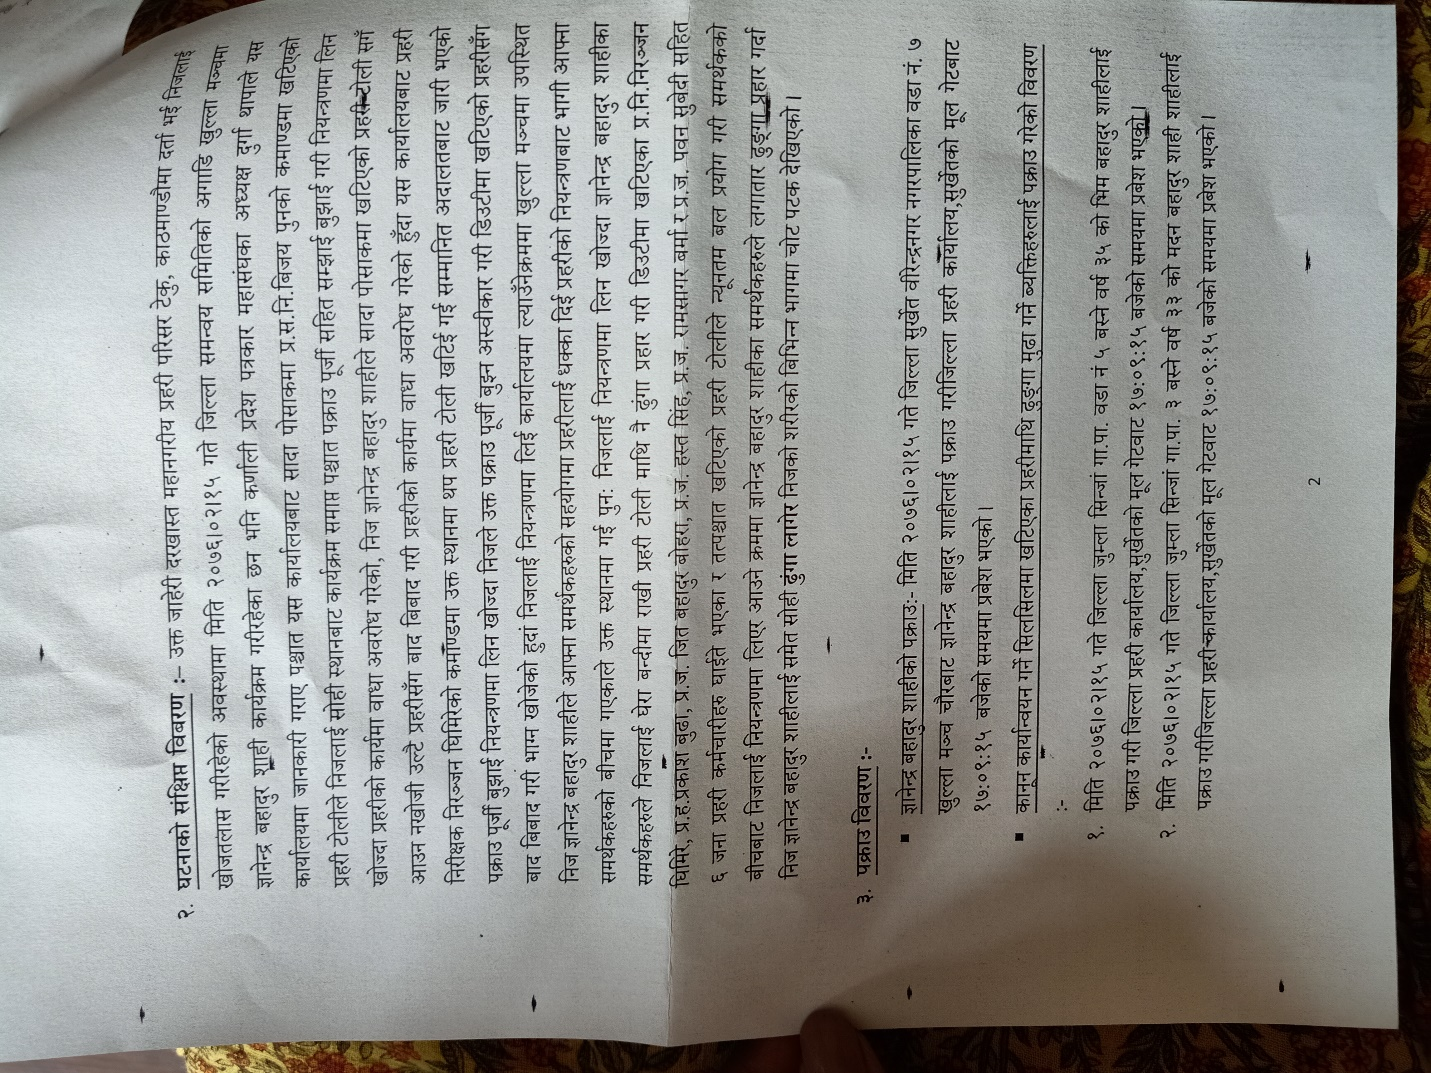 २. घटनाको संक्षिप्त बिबरण :– उक्त जाहेरी दरखास्त महानगरीय प्रहरी परिसर टेकु, काठमाण्डौमा दर्ता भई निजलाई
खोजतलास गरीरहेको अवस्थामा मिति २०७६।०२।१५ गते जिल्ला समन्वय समितिको अगाडि खुल्ला मञ्चमा
ज्ञानेन्द्र बहादुर शाही कार्यक्रम गरीरहेका छन भनि कर्णाली प्रदेश पत्रकार महासंघका अध्यक्ष दुर्गा थापाले यस
कार्यालयमा जानकारी गराए पश्चात यस कार्यालयबाट सादा पोसाकमा प्र.स.नि.बिजय पुनको कमाण्डमा खटिएको
प्रहरी टोलीले निजलाई सोही स्थानबाट कार्यक्रम समाप्त पश्चात पक्राउ पूर्जी सहित सम्झाई बुझाई गरी नियन्त्रणमा लिन
खोज्दा प्रहरीको कार्यमा वाधा अवरोध गरेको, निज ज्ञानेन्द्र बहादुर शाहीले सादा पोसाकमा खटिएको प्रहरी टोली सगँ
आउन नखोजी उल्टै प्रहरीसँग बाद बिबाद गरी प्रहरीको कार्यमा वाधा अवरोध गरेको हुँदा यस कार्यालयबाट प्रहरी
निरीक्षक निरञ्जन घिमिरेको कमाण्डमा उक्त स्थानमा थप प्रहरी टोली खटिई गई सम्मानित अदालतबाट जारी भएको
पक्राउ पूर्जी बुझाई नियन्त्रणमा लिन खोज्दा निजले उक्त पक्राउ पूर्जी बुझ्न अस्वीकार गरी डिउटीमा खटिएको प्रहरीसँग
बाद बिबाद गरी भाग्न खोजेको हुदां निजलाई नियन्त्रणमा लिई कार्यालयमा ल्याउँनेक्रममा खुल्ला मञ्चमा उपस्थित
निज ज्ञानेन्द्र बहादुर शाहीले आफ्ना समर्थकहरुको सहयोगमा प्रहरीलाई धक्का दिई प्रहरीको नियन्त्रणबाट भागी आफ्ना
समर्थकहरुको बीचमा गएकाले उक्त स्थानमा गई पुन: निजलाई नियन्त्रणमा लिन खोज्दा ज्ञानेन्द्र बहादुर शाहीका
समर्थकहरुले निजलाई घेरा बन्दीमा राखी प्रहरी टोली माथि नै ढुंगा प्रहार गरी डिउटीमा खटिएका प्र.नि.निरञ्जन
घिमिरे, प्र.ह.प्रकाश बुढा, प्र.ज. जित बहादुर बोहरा, प्र.ज. हस्त सिंह, प्र.ज. रामसागर बर्मा र प्र.ज. पवन सुबेदी सहित
६ जना प्रहरी कर्मचारीहरु घाईते भएका र तत्पश्चात खटिएको प्रहरी टोलीले न्यूनतम बल प्रयोग गरी समर्थकको
बीचबाट निजलाई नियन्त्रणमा लिएर आउने क्रममा ज्ञानेन्द्र बहादुर शाहीका समर्थकहरुले लगातार ढुङ्गा प्रहार गर्दा
निज ज्ञानेन्द्र बहादुर शाहीलाई समेत सोही ढुंगा लागेर निजको शरीरको बिभिन्न भागमा चोट पटक देखिएको ।
३. पक्राउ विवरण :-
▪ ज्ञानेन्द्र बहादुर शाहीको पक्राउ:- मिति २०७६।०२।१५ गते जिल्ला सुर्खेत वीरेन्द्रनगर नगरपालिका वडा नं. ७
खुल्ला मञ्च चौरबाट ज्ञानेन्द्र बहादुर शाहीलाई पक्राउ गरीजिल्ला प्रहरी कार्यालय,सुर्खेतको मूल गेटबाट
१७:०९:१५ बजेको समयमा प्रबेश भएको ।
▪ कानून कार्यान्वयन गर्ने सिलसिलमा खटिएका प्रहरीमाथि ढुङ्गा मुढा गर्ने ब्यक्तिहरुलाई पक्राउ गरेको विवरण
:-
१. मिति २०७६।०२।१५ गते जिल्ला जुम्ला सिन्जां गा.पा. वडा नं ५ बस्ने वर्ष ३५ को भिम बहादुर शाहीलाई
पक्राउ गरी जिल्ला प्रहरी कार्यालय,सुर्खेतको मूल गेटवाट १७:०९:१५ बजेको समयमा प्रबेश भएको ।
२. मिति २०७६।०२।१५ गते जिल्ला जुम्ला सिन्जां गा.पा. ३ बस्ने वर्ष ३३ को मदन बहादुर शाही शाहीलाई
पक्राउ गरीजिल्ला प्रहरी कार्यालय,सुर्खेतको मूल गेटवाट १७:०९:१५ बजेको समयमा प्रबेश भएको ।
2